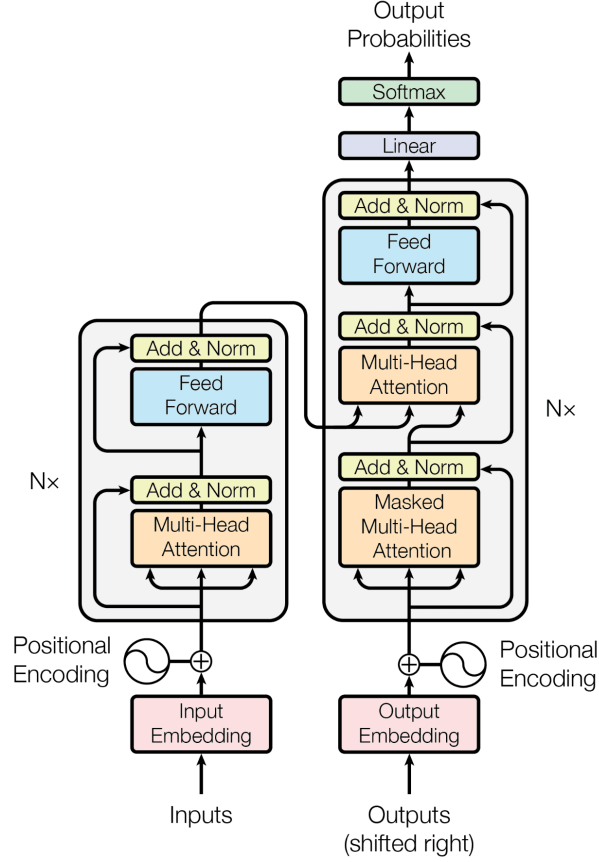 Output
Probabilities
Softmax
Linear
Add & Norm
Feed
Forward
Add & Norm
Multi-Head
Attention
Add & Norm
Masked
Multi-Head
Attention
N×
Add & Norm
Feed
Forward
Add & Norm
Multi-Head
Attention
N×
Positional
Encoding
Positional
Encoding
Input
Embedding
Output
Embedding
Inputs
Outputs
(shifted right)